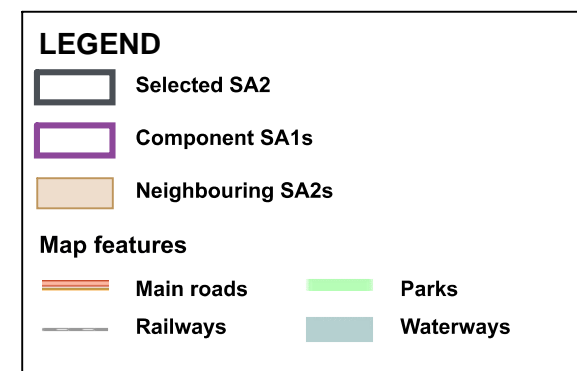 LEGEND
Selected SA2
Component SA1s
Neighbouring SA2s
Map features
Main roads
Parks
Railways
Waterways